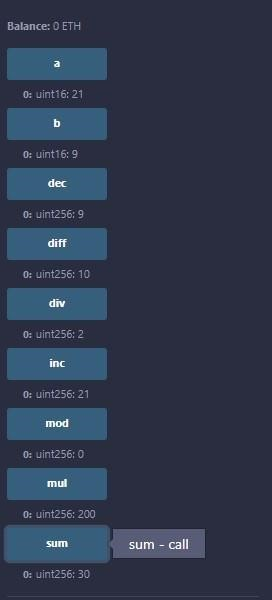 Balance: 0 ETH
a
0: uint16: 21
b
0: uint16: 9
dec
0: uint256: 9
diff
0: uint256: 10
div
0: uint256: 2
inc
0: uint256: 21
mod
0: uint256: 0
mul
0: uint256: 200
sum
sum - call
0: uint256: 30